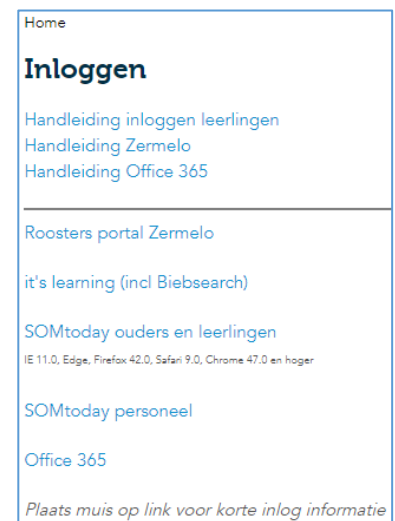 Home
Inloggen
Handleiding inloggen leerlingen
Handleiding Zermelo
Handleiding Office 365
Roosters portal Zermelo
it's learning (incl Biebsearch)
SOMtoday ouders en leerlingen
IE 11.0, Edge, Firefox 42.0, Safari 9.0, Chrome 47.0 en hoger
SOMtoday personeel
Office 365
Plaats muis op link voor korte inlog informatie